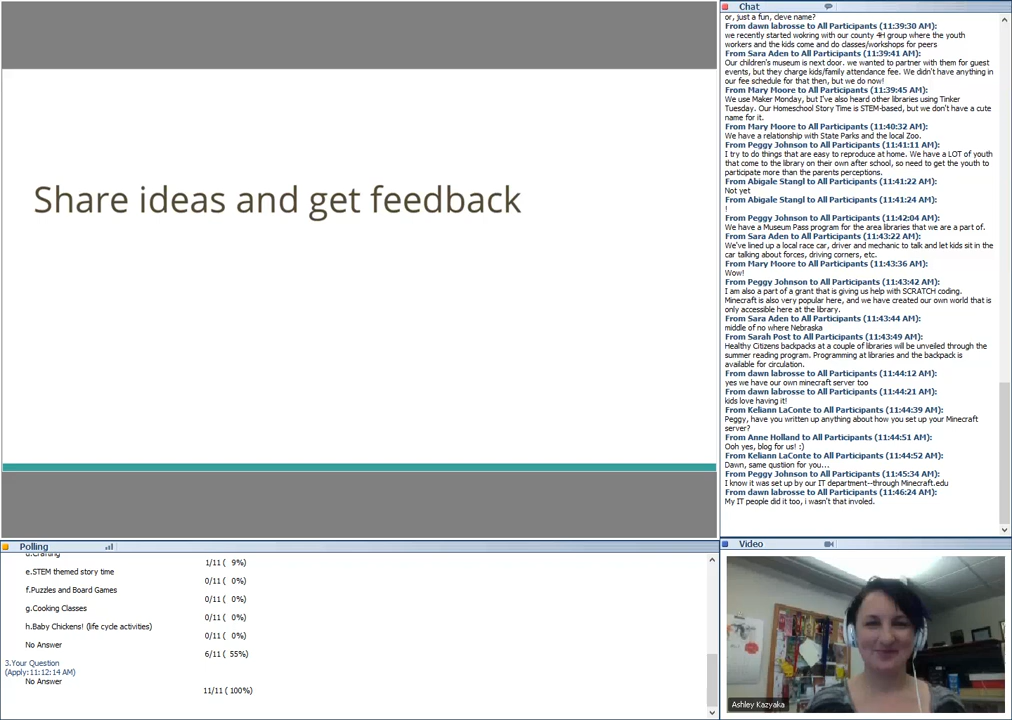 Share ideas and get feedback
Chat
or, just a fun, cleve name?
From dawn labrosse to All Participants (11:39:30 AM):
we recently started wokring with our county 4H group where the youth
workers and the kids come and do classes/workshops for peers
From Sara Aden to All Participants (11:39:41 AM):
Our children's museum is next door. we wanted to partner with them for guest
events, but they charge kids/family attendance fee. We didn't have anything in
our fee schedule for that then, but we do now!
From Mary Moore to All Participants (11:39:45 AM):
We use Maker Monday, but I've also heard other libraries using Tinker
Tuesday. Our Homeschool Story Time is STEM-based, but we don't have a cute
name for it.
From Mary Moore to All Participants (11:40:32 AM):
We have a relationship with State Parks and the local Zoo.
From Peggy Johnson to All Participants (11:41:11 AM):
I try to do things that are easy to reproduce at home. We have a LOT of youth
that come to the library on their own after school, so need to get the youth to
participate more than the parents perceptions.
From Abigale Stangl to All Participants (11:41:22 AM):
Not yet
From Abigale Stangl to All Participants (11:41:24 AM):
!
From Peggy Johnson to All Participants (11:42:04 AM):
We have a Museum Pass program for the area libraries that we are a part of.
From Sara Aden to All Participants (11:43:22 AM):
We've lined up a local race car, driver and mechanic to talk and let kids sit in the
car talking about forces, driving corners, etc.
From Mary Moore to All Participants (11:43:36 AM):
Wow!
From Peggy Johnson to All Participants (11:43:42 AM):
I am also a part of a grant that is giving us help with SCRATCH coding.
Minecraft is also very popular here, and we have created our own world that is
only accessible here at the library.
From Sara Aden to All Participants (11:43:44 AM):
middle of no where Nebraska
From Sarah Post to All Participants (11:43:49 AM):
Healthy Citizens backpacks at a couple of libraries will be unveiled through the
summer reading program. Programming at libraries and the backpack is
available for circulation.
From dawn labrosse to All Participants (11:44:12 AM):
yes we have our own minecraft server too
From dawn labrosse to All Participants (11:44:21 AM):
kids love having it!
From Keliann LaConte to All Participants (11:44:39 AM):
Peggy, have you written up anything about how you set up your Minecraft
server?
From Anne Holland to All Participants (11:44:51 AM):
Ooh yes, blog for us! :)
From Keliann LaConte to All Participants (11:44:52 AM):
Dawn, same qustiion for you...
From Peggy Johnson to All Participants (11:45:34 AM):
I know it was set up by our IT department--through Minecraft.edu
From dawn labrosse to All Participants (11:46:24 AM):
My IT people did it too, i wasn't that involed.
Polling
d.Crafting
1/11 ( 9%)
e.STEM themed story time
0/11 ( 0%)
f.Puzzles and Board Games
0/11 ( 0%)
g.Cooking Classes
0/11 ( 0%)
h.Baby Chickens! (life cycle activities)
0/11 ( 0%)
No Answer
6/11 ( 55%)
3.Your Question
(Apply:11:12:14 AM)
No Answer
11/11 ( 100%)
Video
Ashley Kazyaka